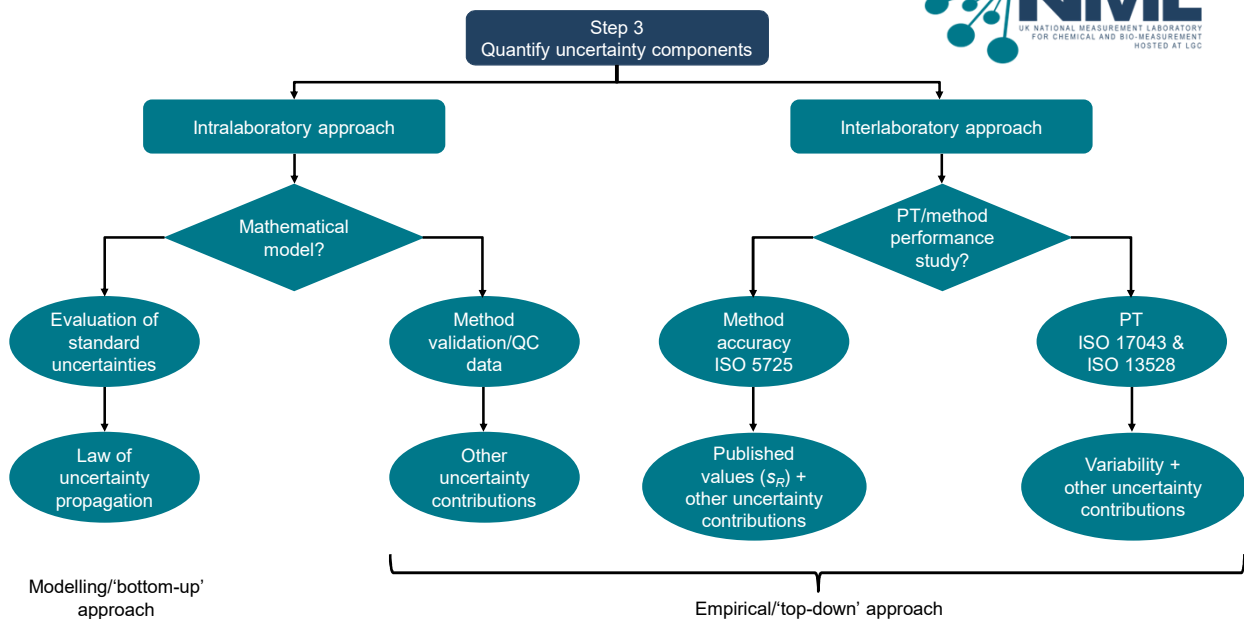 Step 3
Quantify uncertainty components
NML
UK NATIONAL MEASUREMENT LABORATORY
FOR CHEMICAL AND BIO-MEASUREMENT
HOSTED AT LGC
Intralaboratory approach
Interlaboratory approach
Mathematical
model?
PT/method
performance
study?
Evaluation of
standard
uncertainties
Method
validation/QC
data
Method
accuracy
ISO 5725
PT
ISO 17043 &
ISO 13528
Law of
uncertainty
propagation
Other
uncertainty
contributions
Published
values (sR) +
other uncertainty
contributions
Variability +
other uncertainty
contributions
Modelling/‘bottom-up’
approach
Empirical/‘top-down’ approach